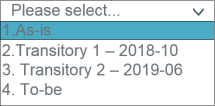 Please select...
1.As-is
2.Transitory 1 – 2018-10
3. Transitory 2 – 2019-06
4. To-be